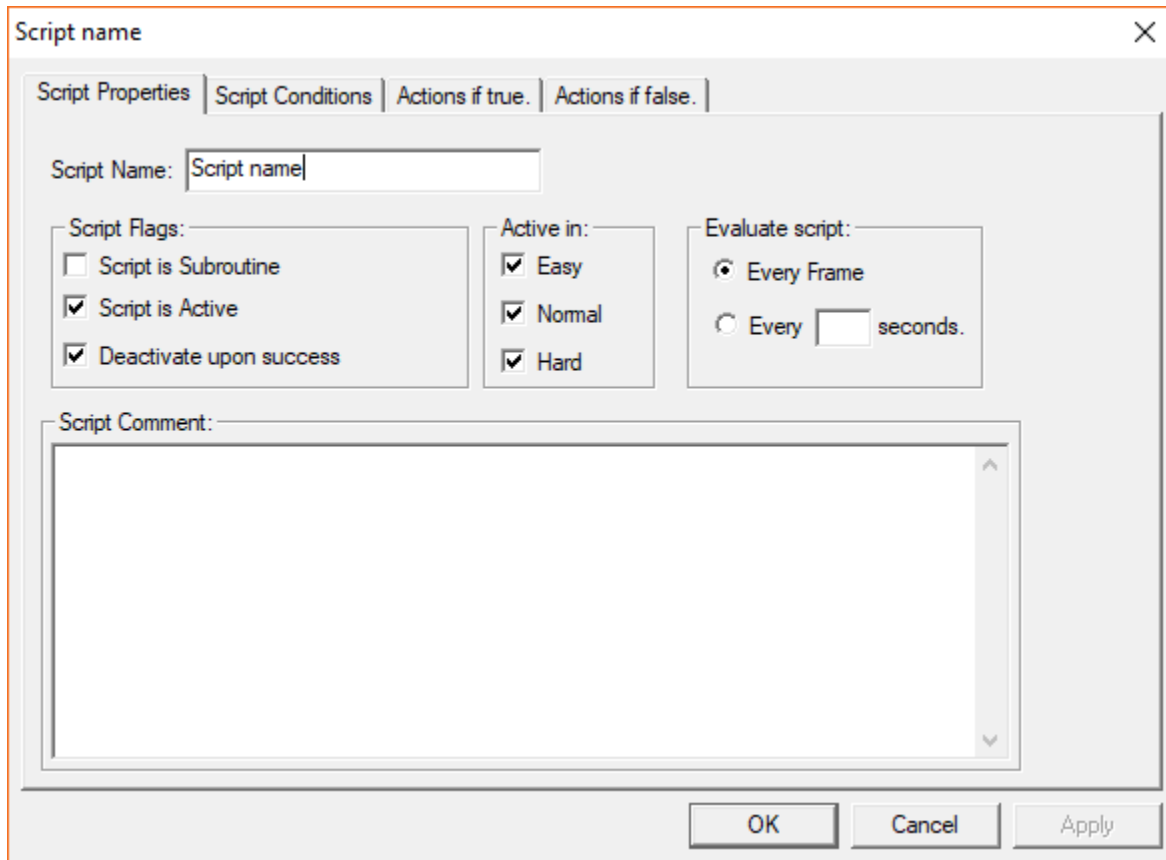 Script name
Script Properties Script Conditions Actions if true. Actions if false.
Script Name: Script name
Script Flags: Active in: Evaluate script:
Script is Subroutine Easy Every Frame
Script is Active Normal Every seconds.
Deactivate upon success Hard
Script Comment:
OK Cancel Apply